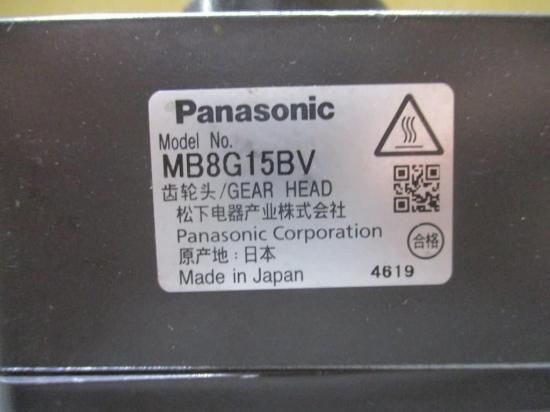 Panasonic
Model No.
MB8G15BV
齿轮头/GEAR HEAD
松下电器产业株式会社
Panasonic Corporation
合格
原产地:日本
Made in Japan
4619